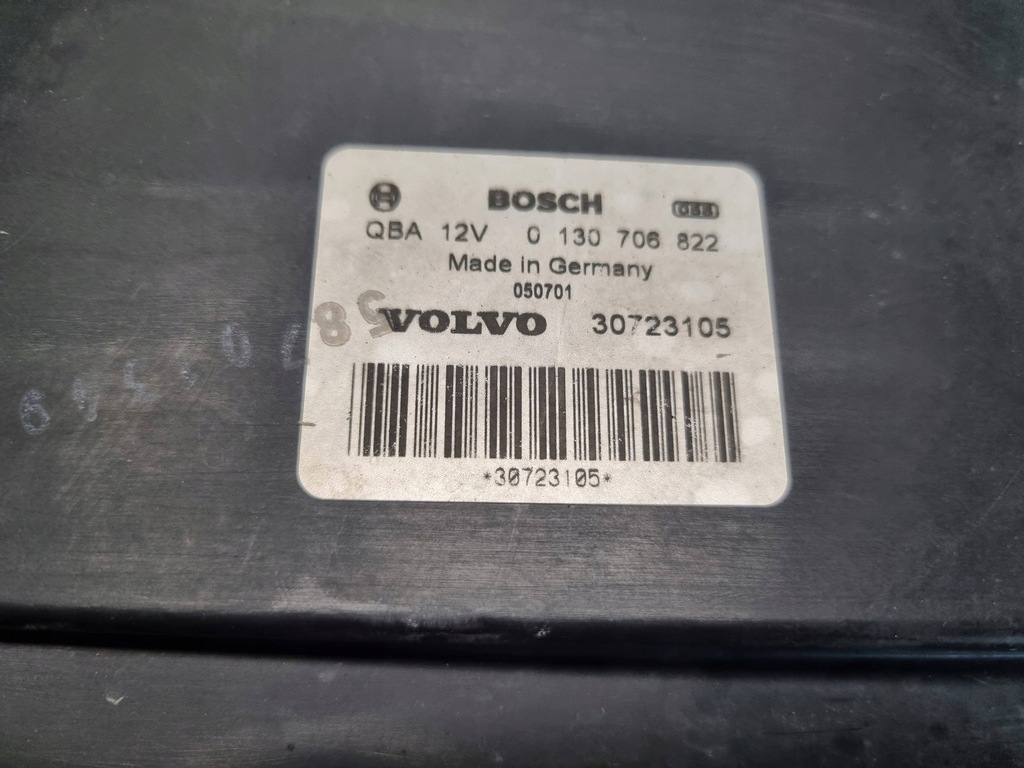 BOSCH
QBA 12V 0 130 706 822
Made in Germany
050701
VOLVO 30723105
*30723105*